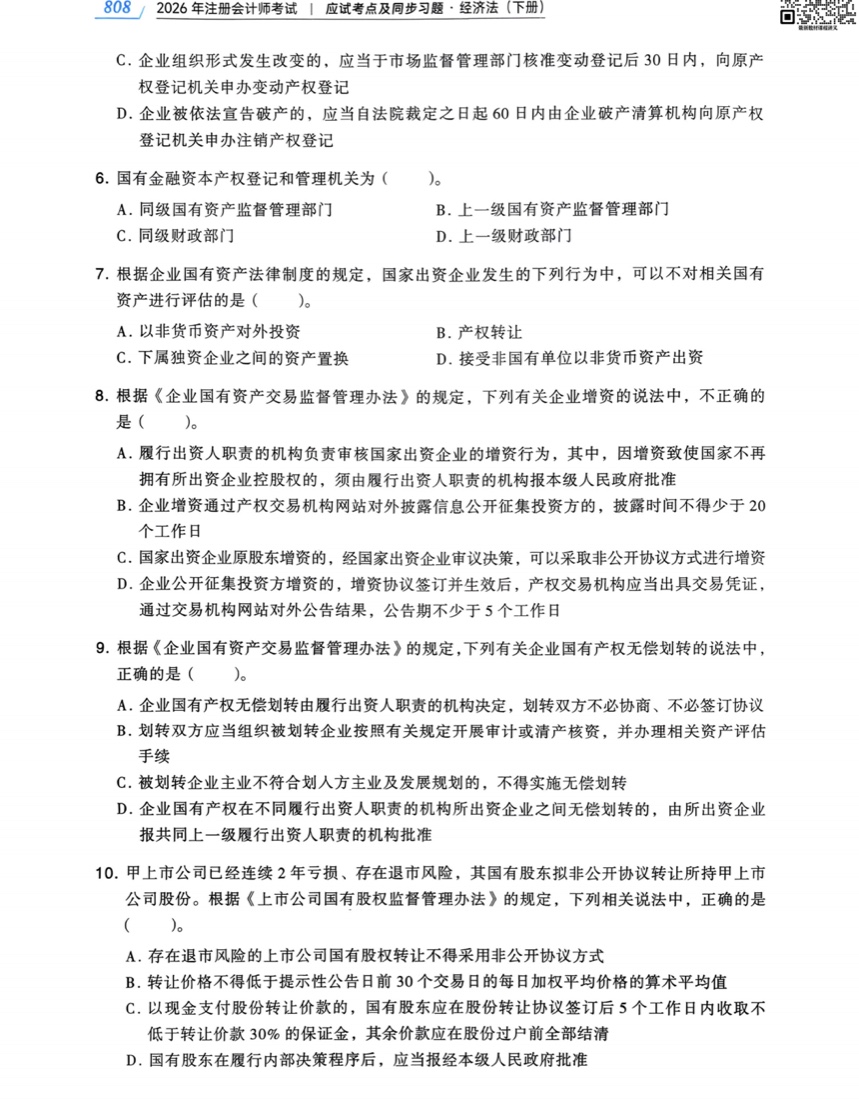 808 2026年注册会计师考试 | 应试考点及同步习题·经济法（下册）
C. 企业组织形式发生改变的，应当于市场监督管理部门核准变动登记后30日内，向原产
权登记机关申办变动产权登记
D. 企业被依法宣告破产的，应当自法院裁定之日起60日内由企业破产清算机构向原产权
登记机关申办注销产权登记
6. 国有金融资本产权登记和管理机关为（　　）。
A. 同级国有资产监督管理部门 B. 上一级国有资产监督管理部门
C. 同级财政部门 D. 上一级财政部门
7. 根据企业国有资产法律制度的规定，国家出资企业发生的下列行为中，可以不对相关国有
资产进行评估的是（　　）。
A. 以非货币资产对外投资 B. 产权转让
C. 下属独资企业之间的资产置换 D. 接受非国有单位以非货币资产出资
8. 根据《企业国有资产交易监督管理办法》的规定，下列有关企业增资的说法中，不正确的
是（　　）。
A. 履行出资人职责的机构负责审核国家出资企业的增资行为，其中，因增资致使国家不再
拥有所出资企业控股权的，须由履行出资人职责的机构报本级人民政府批准
B. 企业增资通过产权交易机构网站对外披露信息公开征集投资方的，披露时间不得少于20
个工作日
C. 国家出资企业原股东增资的，经国家出资企业审议决策，可以采取非公开协议方式进行增资
D. 企业公开征集投资方增资的，增资协议签订并生效后，产权交易机构应当出具交易凭证，
通过交易机构网站对外公告结果，公告期不少于5个工作日
9. 根据《企业国有资产交易监督管理办法》的规定，下列有关企业国有产权无偿划转的说法中，
正确的是（　　）。
A. 企业国有产权无偿划转由履行出资人职责的机构决定，划转双方不必协商、不必签订协议
B. 划转双方应当组织被划转企业按照有关规定开展审计或清产核资，并办理相关资产评估
手续
C. 被划转企业主业不符合划入方主业及发展规划的，不得实施无偿划转
D. 企业国有产权在不同履行出资人职责的机构所出资企业之间无偿划转的，由所出资企业
报共同上一级履行出资人职责的机构批准
10. 甲上市公司已经连续2年亏损、存在退市风险，其国有股东拟非公开协议转让所持甲上市
公司股份。根据《上市公司国有股权监督管理办法》的规定，下列相关说法中，正确的是
（　　）。
A. 存在退市风险的上市公司国有股权转让不得采用非公开协议方式
B. 转让价格不得低于提示性公告日前30个交易日的每日加权平均价格的算术平均值
C. 以现金支付股份转让价款的，国有股东应在股份转让协议签订后5个工作日内收取不
低于转让价款30%的保证金，其余价款应在股份过户前全部结清
D. 国有股东在履行内部决策程序后，应当报经本级人民政府批准